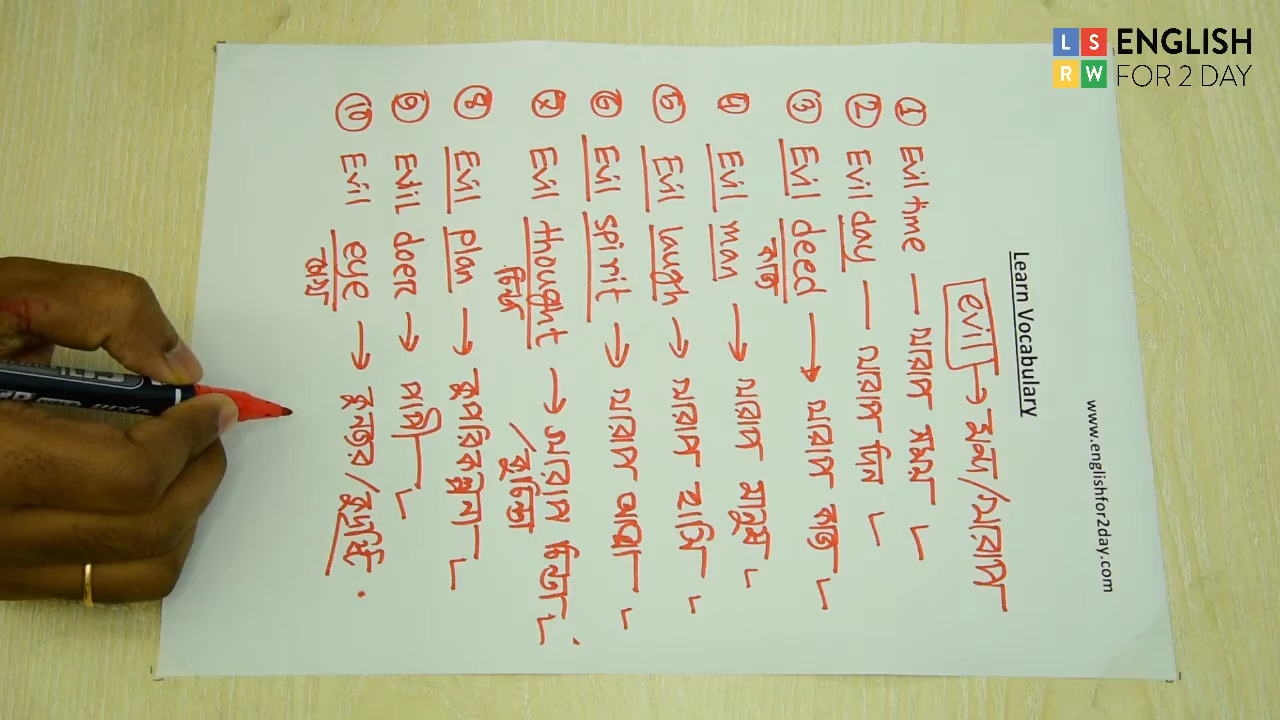 LS ENGLISH
RW FOR 2 DAY
www.englishfor2day.com
Learn Vocabulary
evil → মন্দ/খারাপ
① Evil time — খারাপ সময়
② Evil day — খারাপ দিন
③ Evil deed → খারাপ কাজ
কাজ
④ Evil man → খারাপ মানুষ
⑤ Evil laugh → খারাপ হাসি
⑥ Evil spirit → খারাপ আত্মা
⑦ Evil thought → খারাপ চিন্তা
চিন্তা /কুচিন্তা
⑧ Evil plan → কুপরিকল্পনা
⑨ Evil doer → পাপী
⑩ Evil eye → কুনজর/কুদৃষ্টি